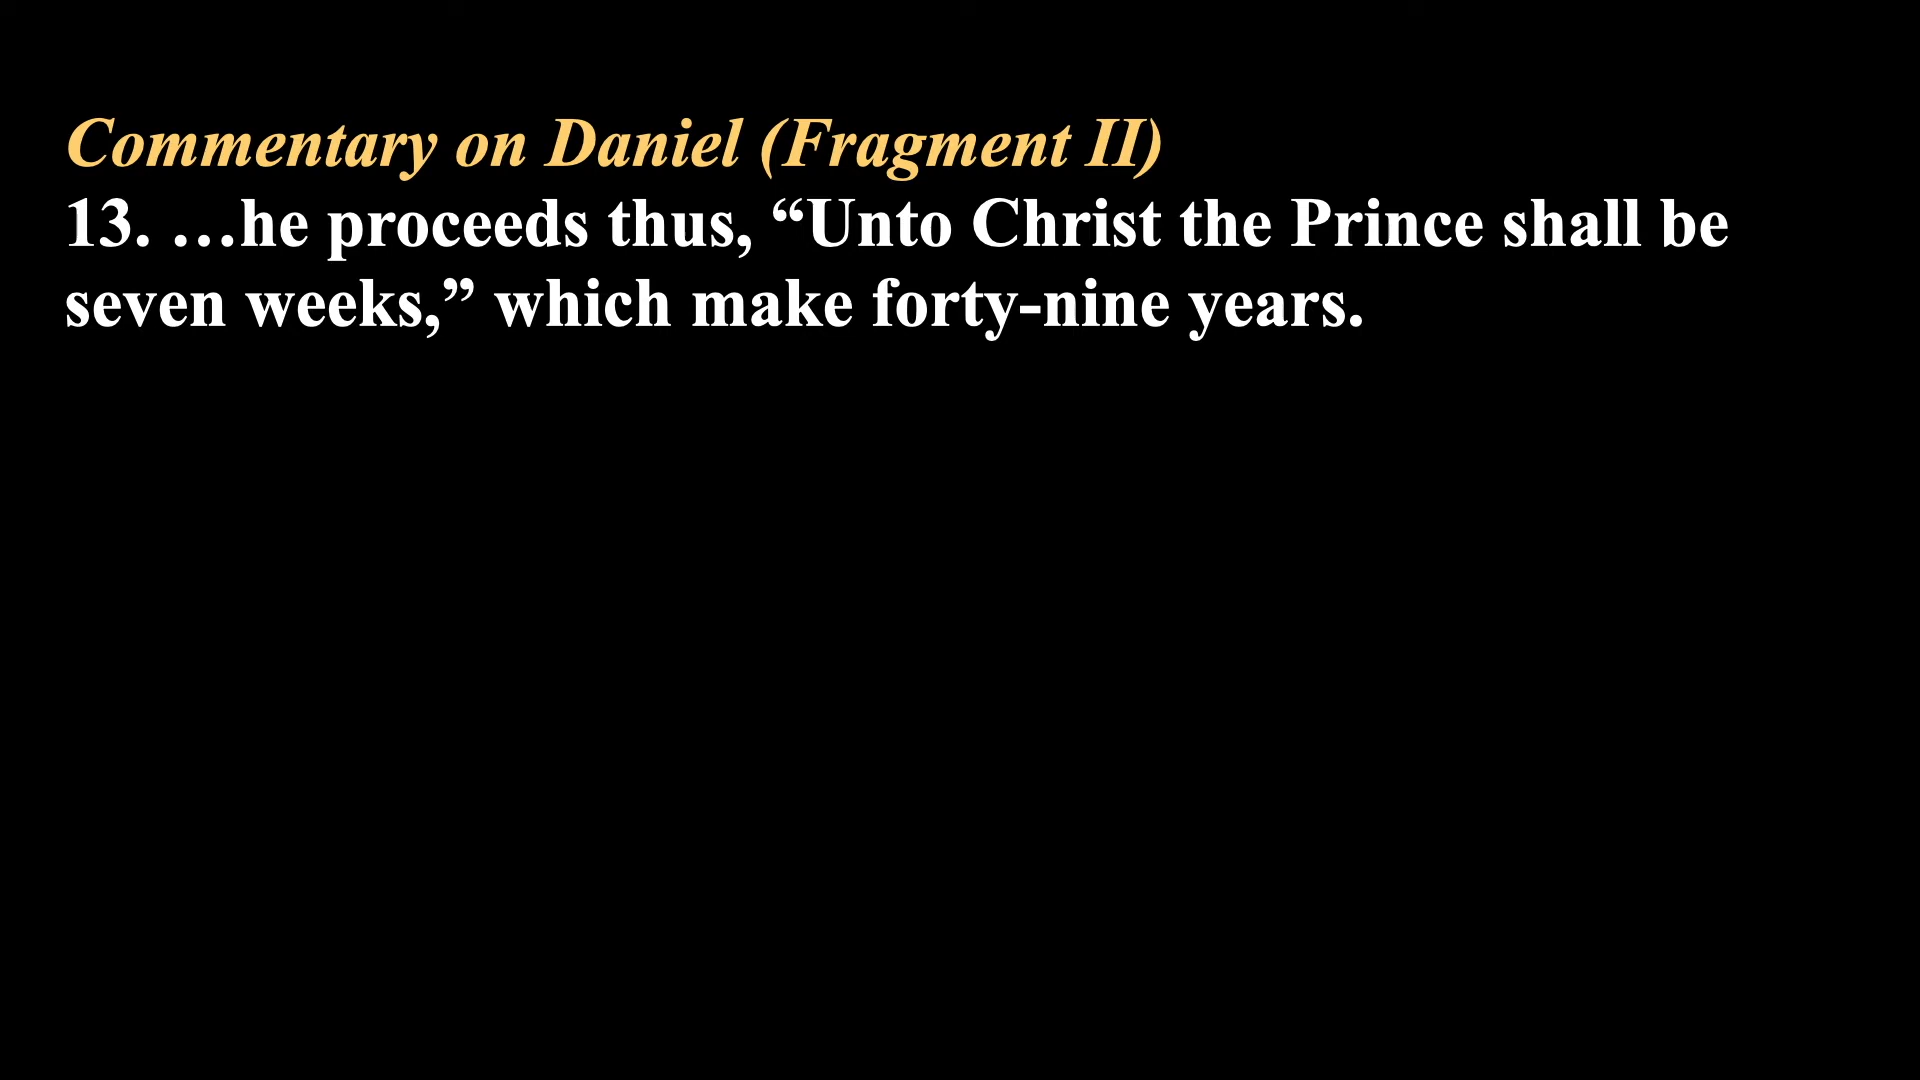 Commentary on Daniel (Fragment II)
13. …he proceeds thus, “Unto Christ the Prince shall be
seven weeks,” which make forty-nine years.